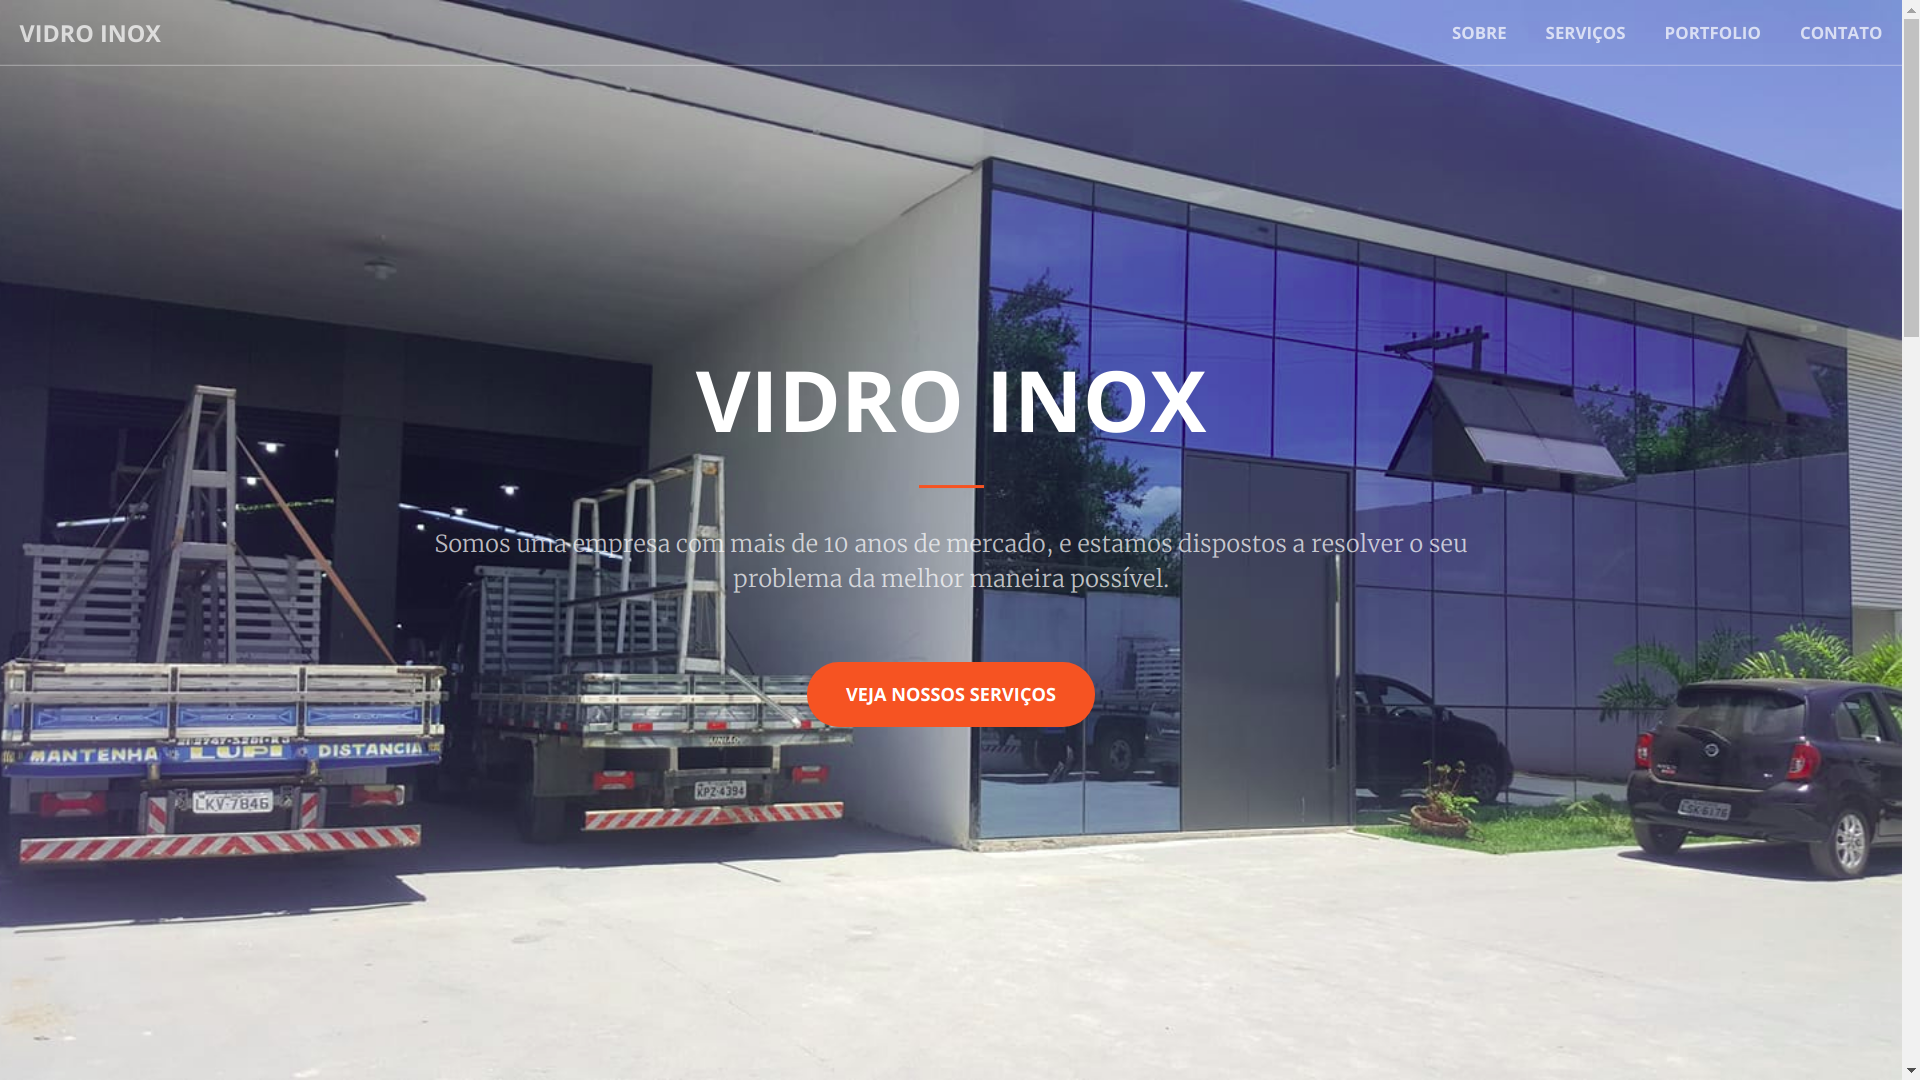 VIDRO INOX
SOBRE
SERVIÇOS
PORTFOLIO
CONTATO
VIDRO INOX
Somos uma empresa com mais de 10 anos de mercado, e estamos dispostos a resolver o seu
problema da melhor maneira possível.
VEJA NOSSOS SERVIÇOS
MANTENHA LUPI DISTANCIA
UNIÃO
LKV-7846
KPZ-4394